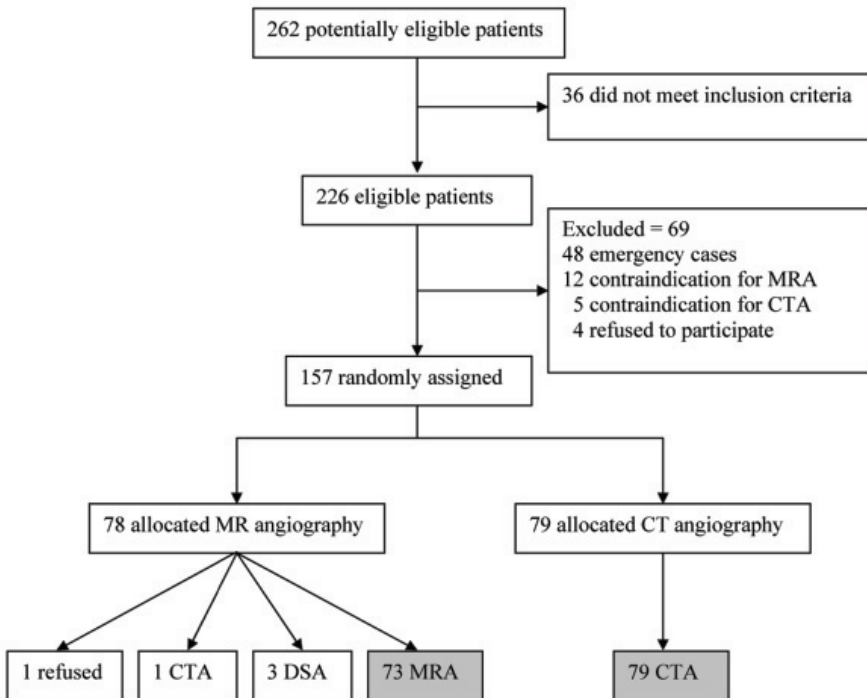 262 potentially eligible patients
36 did not meet inclusion criteria
226 eligible patients
Excluded = 69
48 emergency cases
12 contraindication for MRA
5 contraindication for CTA
4 refused to participate
157 randomly assigned
78 allocated MR angiography
79 allocated CT angiography
1 refused
1 CTA
3 DSA
73 MRA
79 CTA